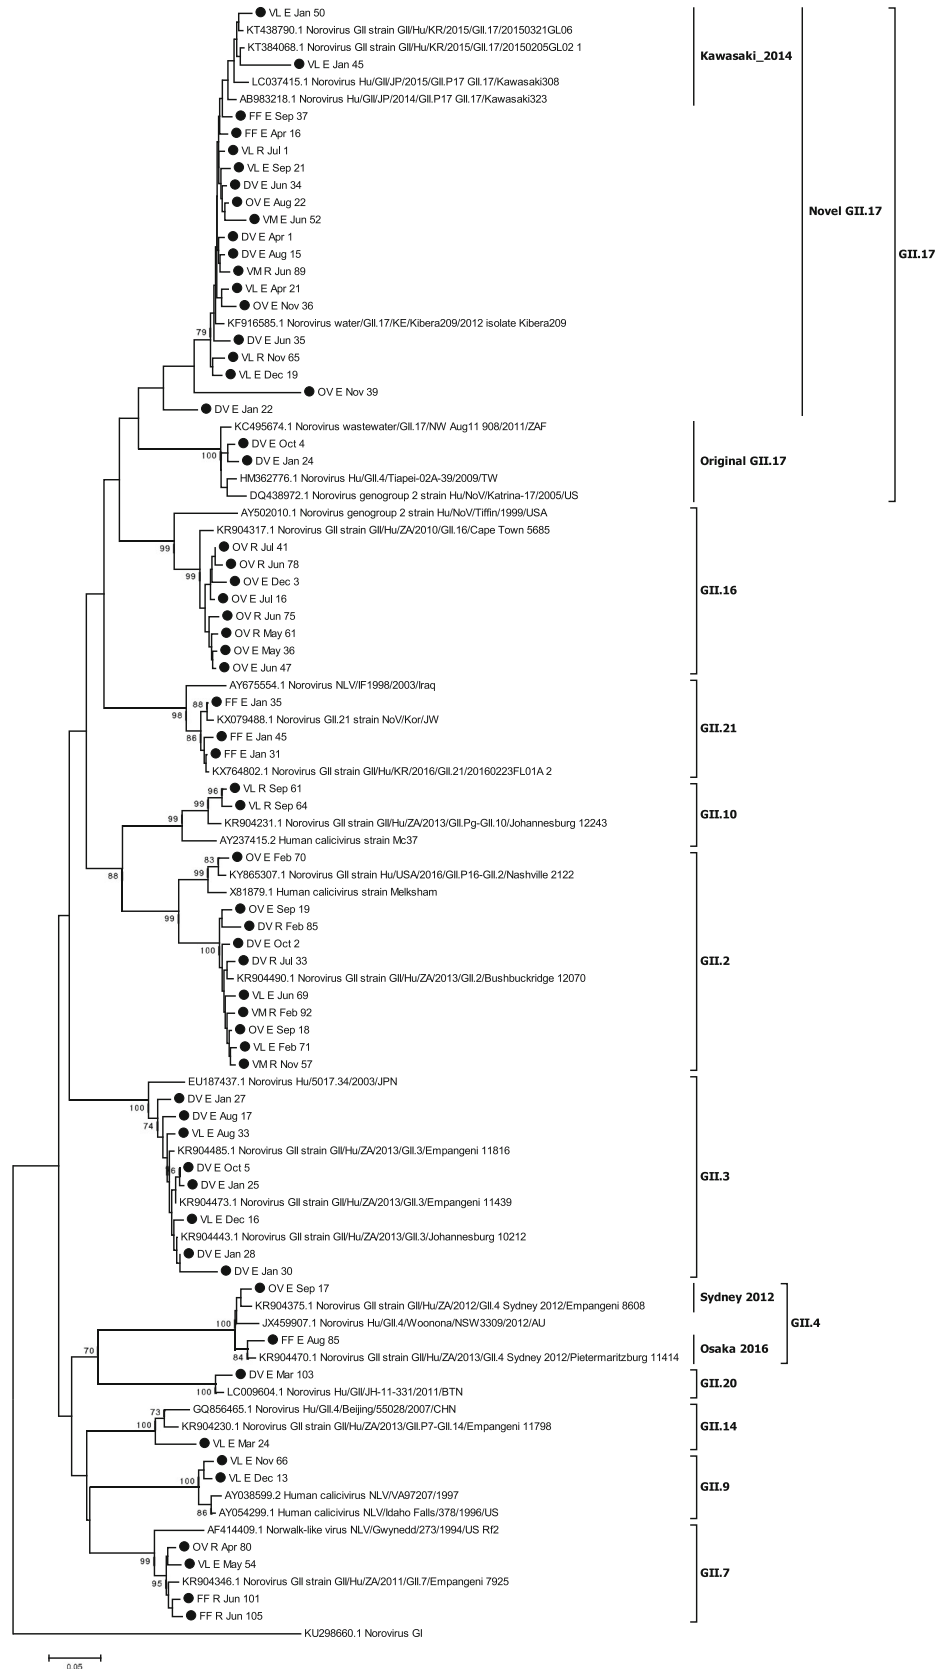 VL E Jan 50
KT438790.1 Norovirus GII strain GII/Hu/KR/2015/GII.17/20150321GL06
KT384068.1 Norovirus GII strain GII/Hu/KR/2015/GII.17/20150205GL02 1
Kawasaki_2014
VL E Jan 45
LC037415.1 Norovirus Hu/GII/JP/2015/GII.P17 GII.17/Kawasaki308
AB983218.1 Norovirus Hu/GII/JP/2014/GII.P17 GII.17/Kawasaki323
FF E Sep 37
FF E Apr 16
VL R Jul 1
VL E Sep 21
DV E Jun 34
OV E Aug 22
Novel GII.17
VM E Jun 52
DV E Apr 1
DV E Aug 15
GII.17
VM R Jun 89
VL E Apr 21
OV E Nov 36
KF916585.1 Norovirus water/GII.17/KE/Kibera209/2012 isolate Kibera209
79
DV E Jun 35
VL R Nov 65
VL E Dec 19
OV E Nov 39
DV E Jan 22
KC495674.1 Norovirus wastewater/GII.17/NW Aug11 908/2011/ZAF
DV E Oct 4
100
DV E Jan 24
Original GII.17
HM362776.1 Norovirus Hu/GII.4/Tiapei-02A-39/2009/TW
DQ438972.1 Norovirus genogroup 2 strain Hu/NoV/Katrina-17/2005/US
AY502010.1 Norovirus genogroup 2 strain Hu/NoV/Tiffin/1999/USA
KR904317.1 Norovirus GII strain GII/Hu/ZA/2010/GII.16/Cape Town 5685
99
OV R Jul 41
OV R Jun 78
99
OV E Dec 3
GII.16
OV E Jul 16
OV R Jun 75
OV R May 61
OV E May 36
OV E Jun 47
AY675554.1 Norovirus NLV/IF1998/2003/Iraq
88
FF E Jan 35
98
KX079488.1 Norovirus GII.21 strain NoV/Kor/JW
GII.21
86
FF E Jan 45
FF E Jan 31
KX764802.1 Norovirus GII strain GII/Hu/KR/2016/GII.21/20160223FL01A 2
96
VL R Sep 61
99
VL R Sep 64
99
KR904231.1 Norovirus GII strain GII/Hu/ZA/2013/GII.Pg-GII.10/Johannesburg 12243
GII.10
AY237415.2 Human calicivirus strain Mc37
83
OV E Feb 70
88
99
KY865307.1 Norovirus GII strain Hu/USA/2016/GII.P16-GII.2/Nashville 2122
X81879.1 Human calicivirus strain Melksham
99
OV E Sep 19
DV R Feb 85
100
DV E Oct 2
DV R Jul 33
GII.2
KR904490.1 Norovirus GII strain GII/Hu/ZA/2013/GII.2/Bushbuckridge 12070
VL E Jun 69
VM R Feb 92
OV E Sep 18
VL E Feb 71
VM R Nov 57
EU187437.1 Norovirus Hu/5017.34/2003/JPN
100
DV E Jan 27
74
DV E Aug 17
VL E Aug 33
KR904485.1 Norovirus GII strain GII/Hu/ZA/2013/GII.3/Empangeni 11816
DV E Oct 5
GII.3
DV E Jan 25
KR904473.1 Norovirus GII strain GII/Hu/ZA/2013/GII.3/Empangeni 11439
VL E Dec 16
KR904443.1 Norovirus GII strain GII/Hu/ZA/2013/GII.3/Johannesburg 10212
DV E Jan 28
DV E Jan 30
OV E Sep 17
Sydney 2012
KR904375.1 Norovirus GII strain GII/Hu/ZA/2012/GII.4 Sydney 2012/Empangeni 8608
100
JX459907.1 Norovirus Hu/GII.4/Woonona/NSW3309/2012/AU
GII.4
FF E Aug 85
Osaka 2016
70
84
KR904470.1 Norovirus GII strain GII/Hu/ZA/2013/GII.4 Sydney 2012/Pietermaritzburg 11414
DV E Mar 103
GII.20
100
LC009604.1 Norovirus Hu/GII/JH-11-331/2011/BTN
73
GQ856465.1 Norovirus Hu/GII.4/Beijing/55028/2007/CHN
100
KR904230.1 Norovirus GII strain GII/Hu/ZA/2013/GII.P7-GII.14/Empangeni 11798
GII.14
VL E Mar 24
VL E Nov 66
100
VL E Dec 13
GII.9
AY038599.2 Human calicivirus NLV/VA97207/1997
86
AY054299.1 Human calicivirus NLV/Idaho Falls/378/1996/US
AF414409.1 Norwalk-like virus NLV/Gwynedd/273/1994/US Rf2
99
OV R Apr 80
VL E May 54
GII.7
95
KR904346.1 Norovirus GII strain GII/Hu/ZA/2011/GII.7/Empangeni 7925
FF R Jun 101
FF R Jun 105
KU298660.1 Norovirus GI
0.05